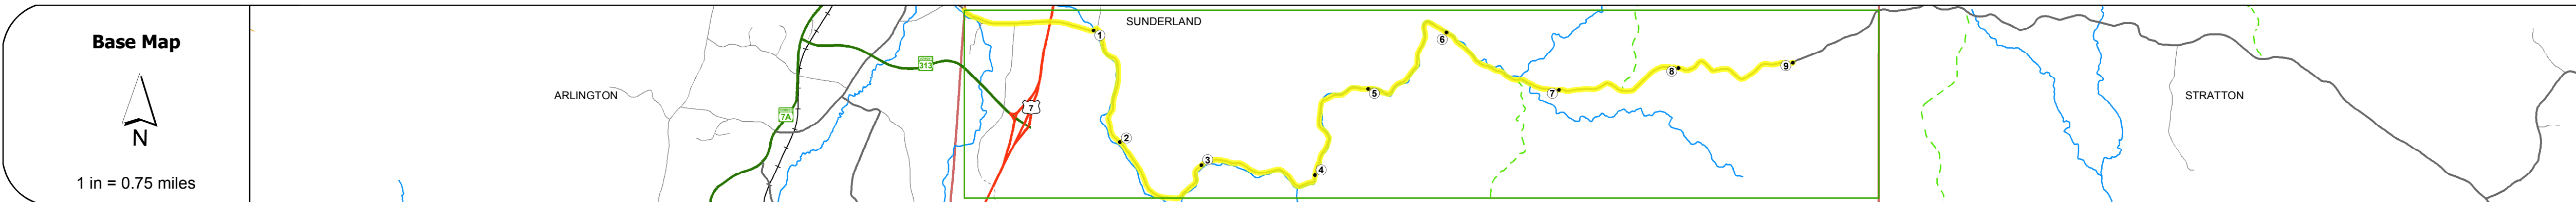 Base Map
N
1 in = 0.75 miles
ARLINGTON
7A
313
7
SUNDERLAND
1
2
3
4
5
6
7
8
9
STRATTON